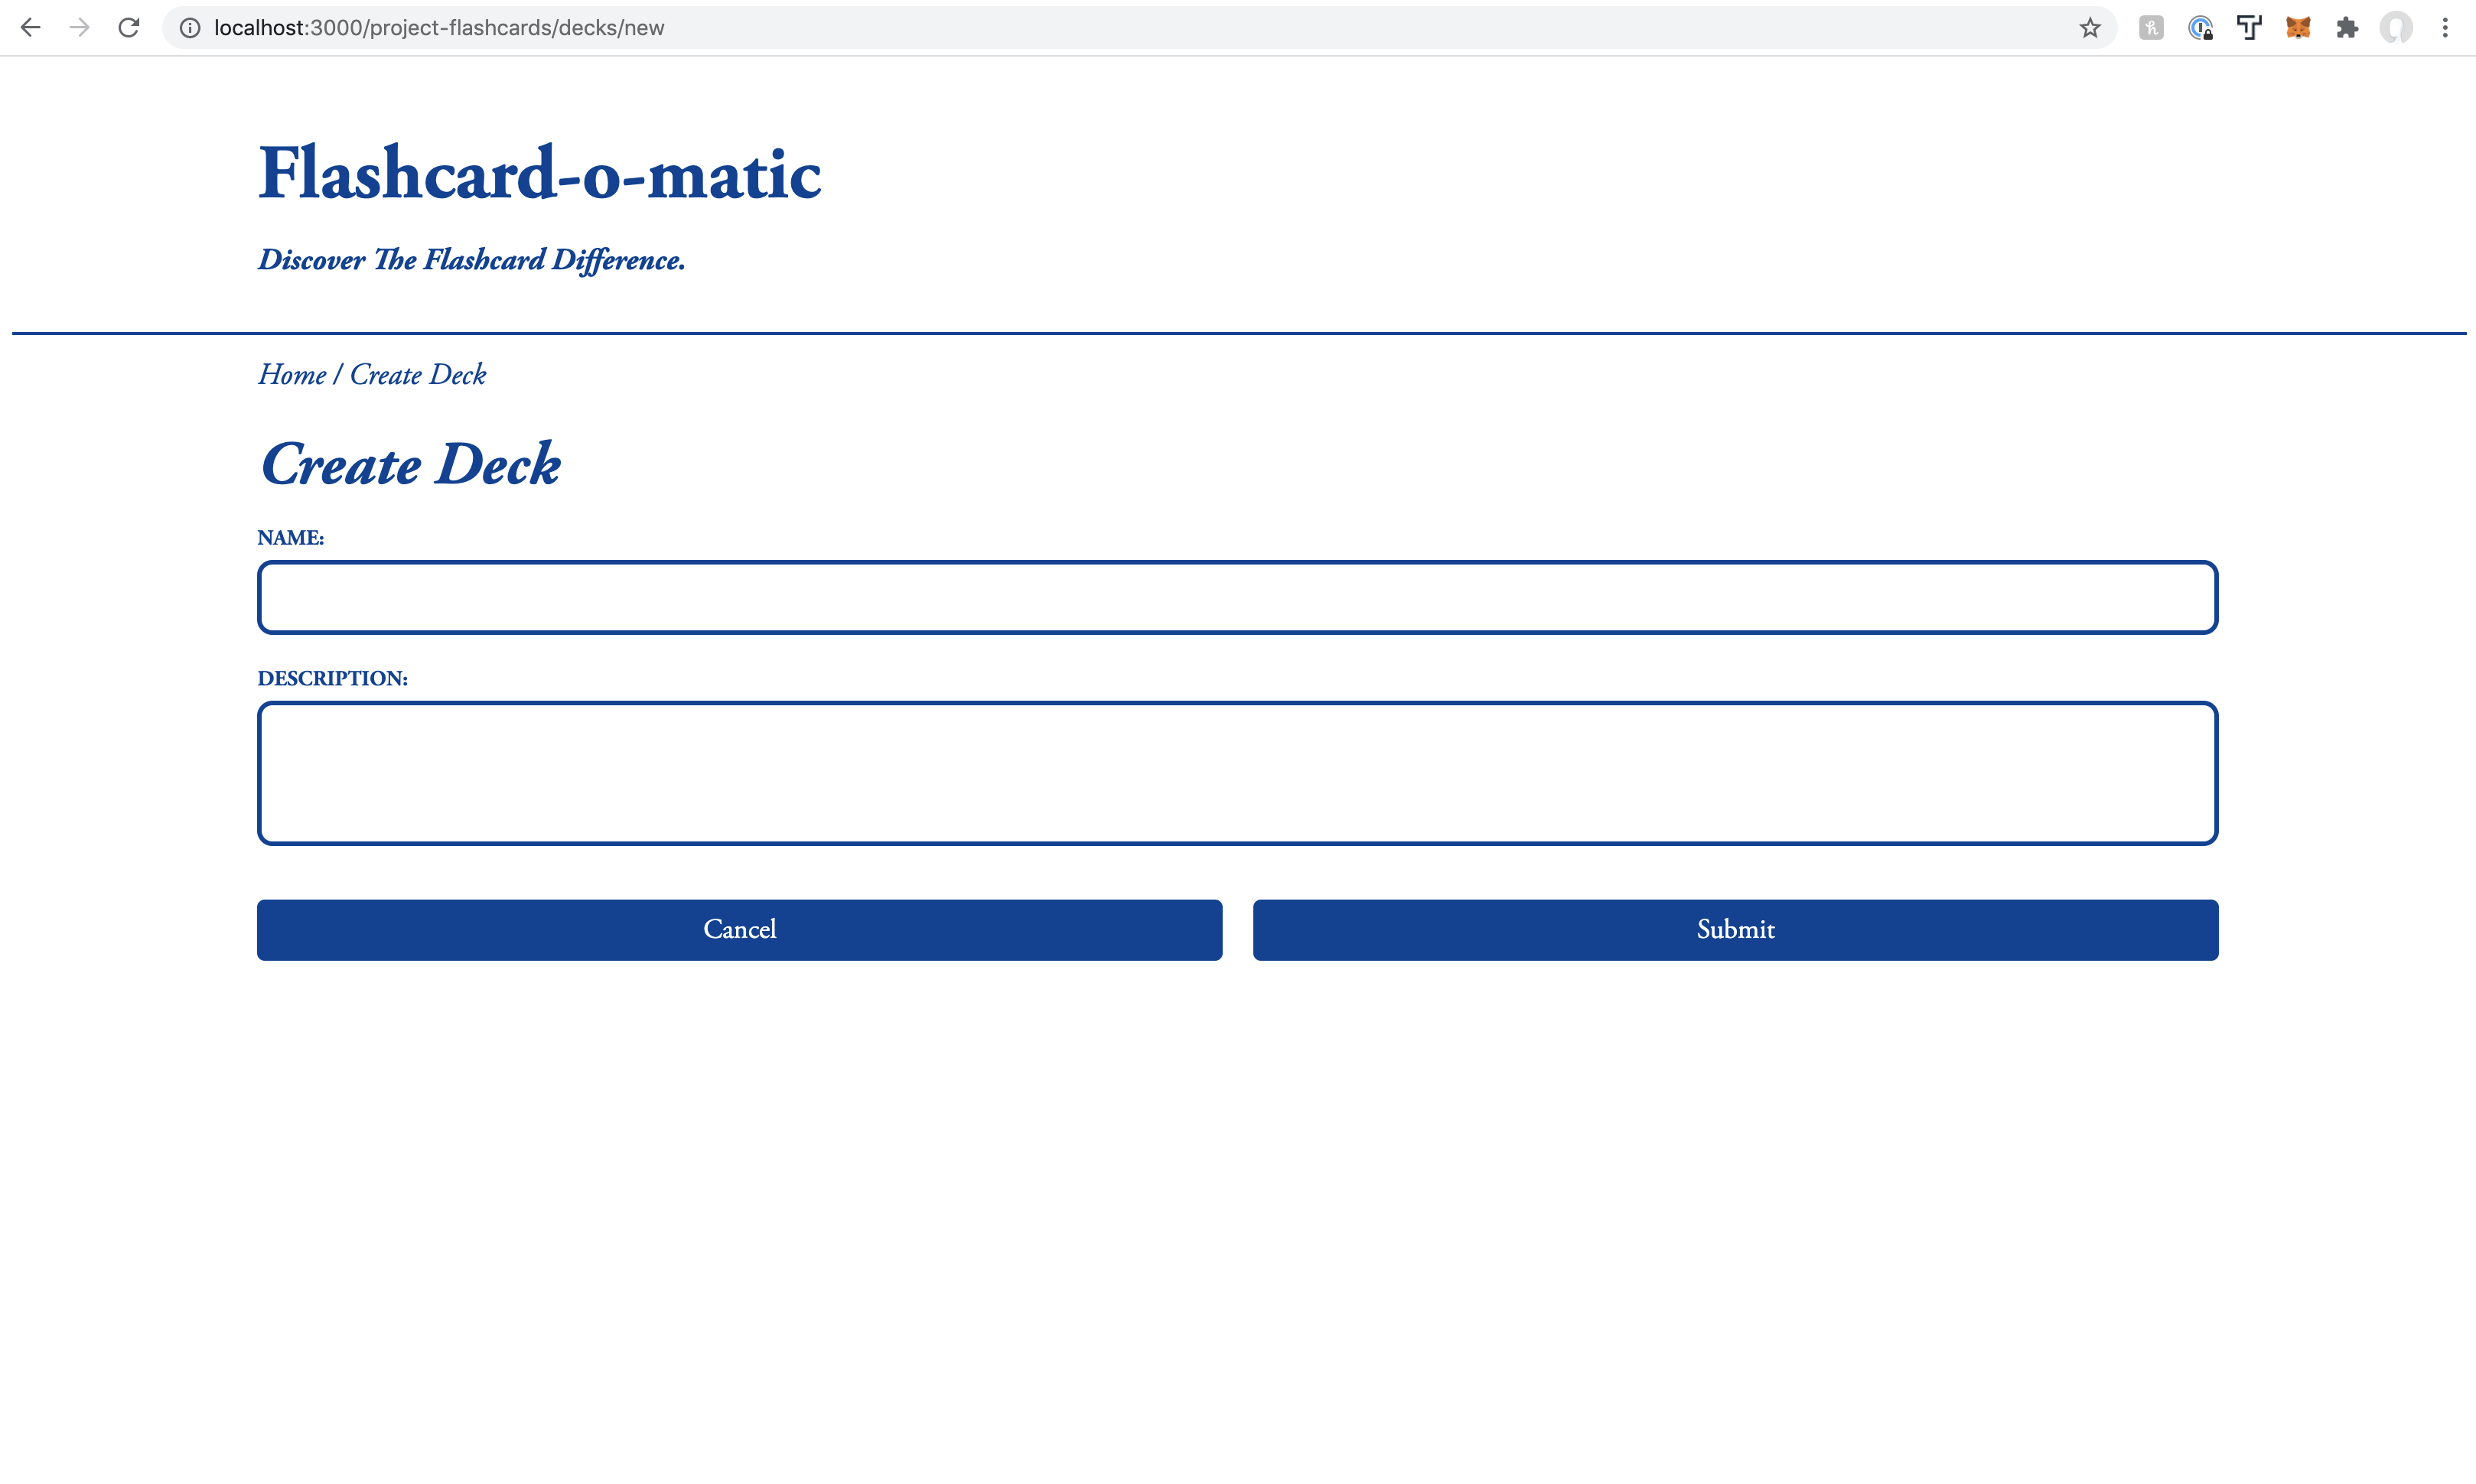 localhost:3000/project-flashcards/decks/new
Flashcard-o-matic
Discover The Flashcard Difference.
Home / Create Deck
Create Deck
NAME:
DESCRIPTION:
Cancel Submit